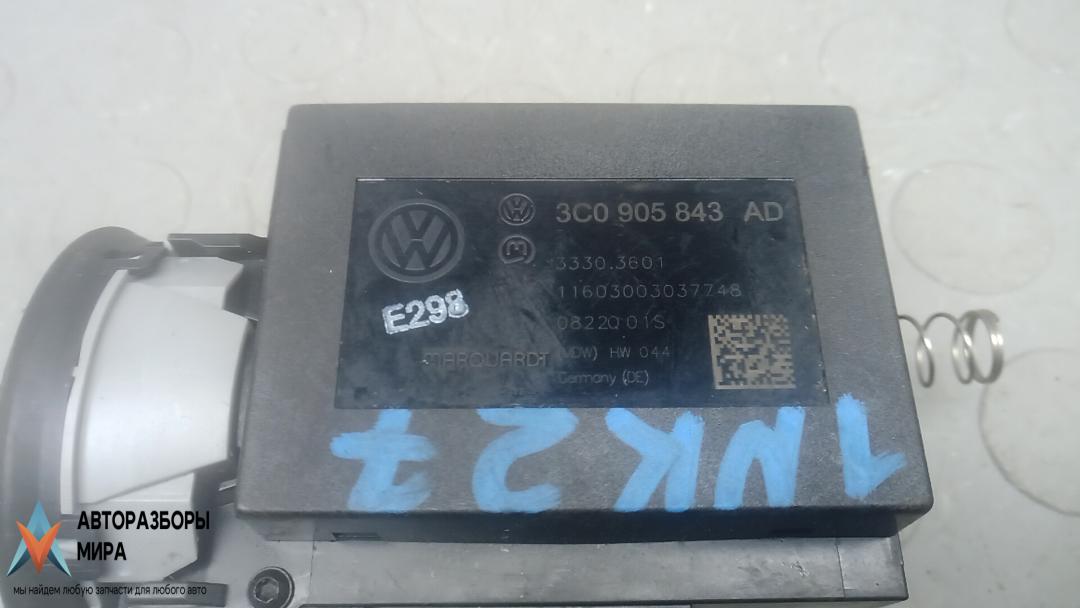 3C0 905 843 AD
3330.3601
11603003037748
E298
0822001S
MARQUARDT (MDW) HW 044
Germany (DE)
1NK27
АВТОРАЗБОРЫ
МИРА
мы найдем любую запчасти для любого авто